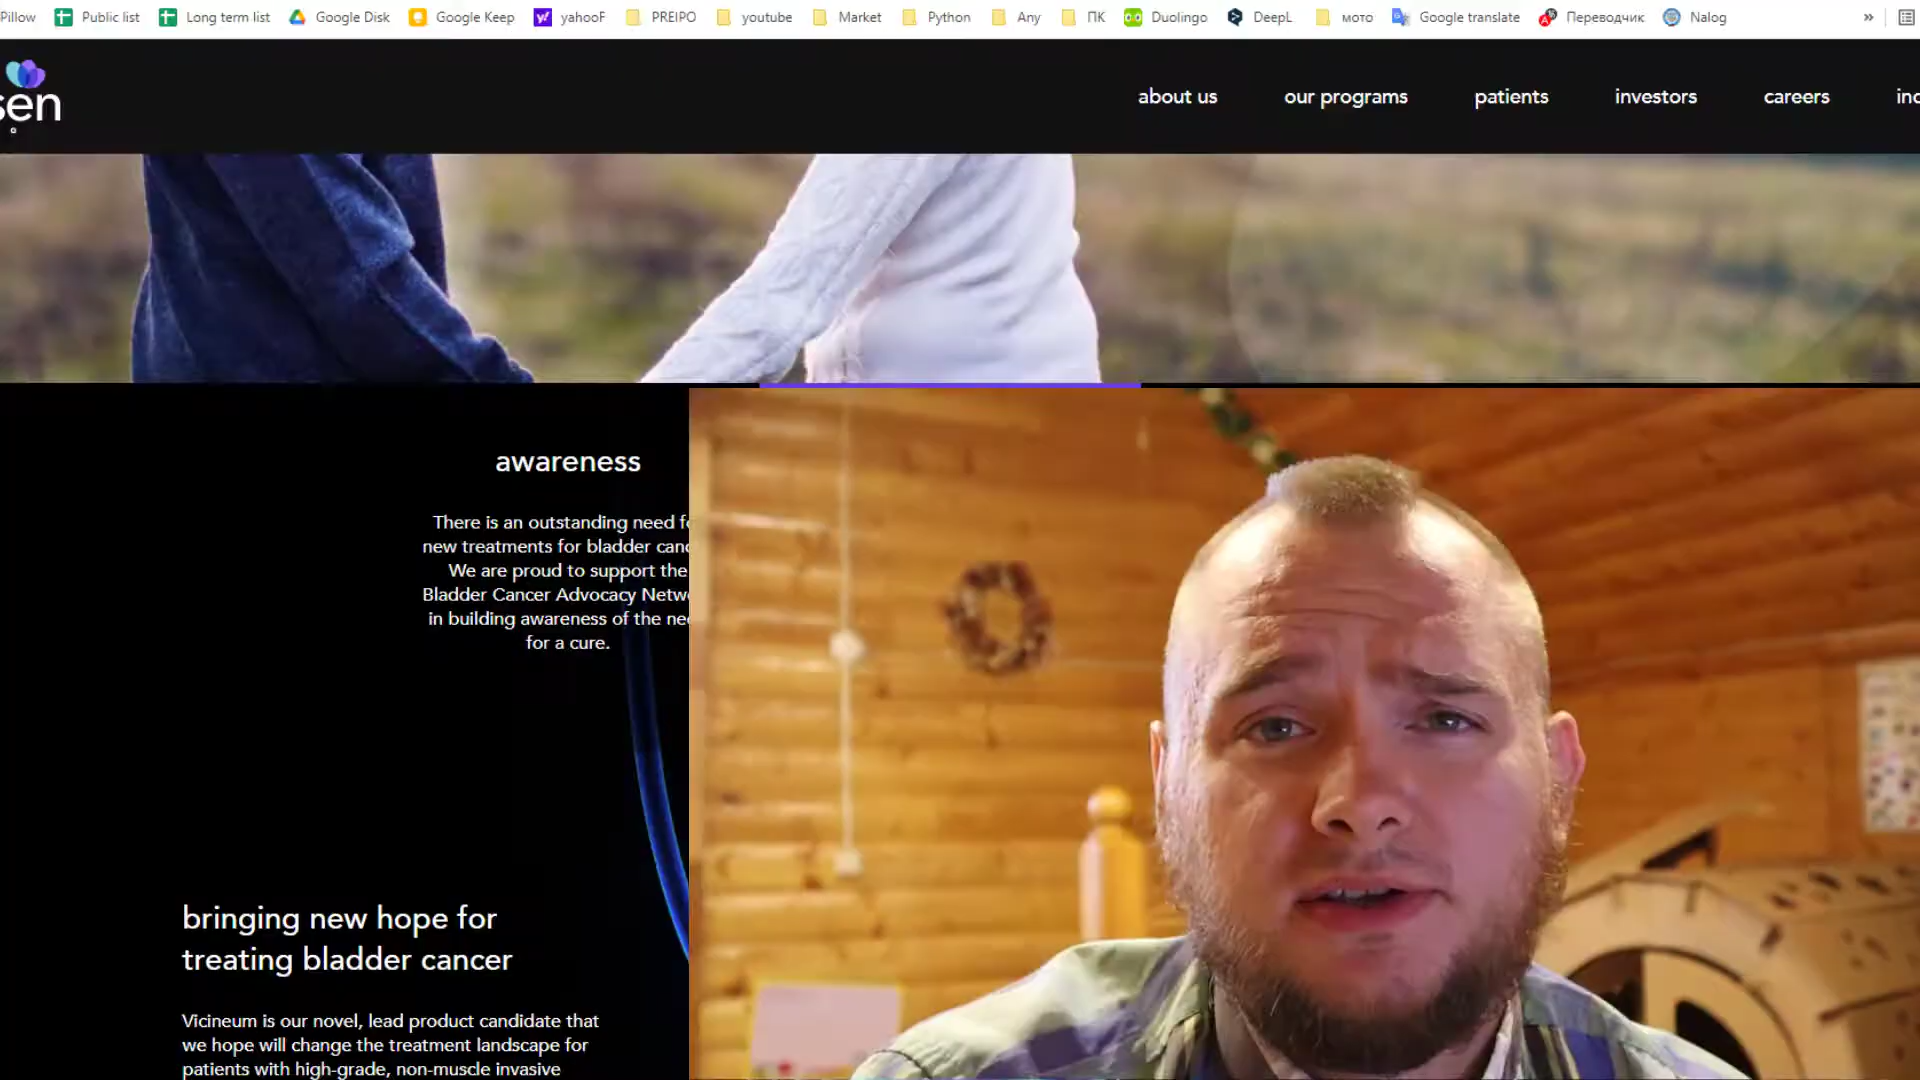 Pillow Public list Long term list Google Disk Google Keep yahooF PREIPO youtube Market Python Any ПК Duolingo DeepL мото Google translate Переводчик Nalog »
sen
about us our programs patients investors careers inc
awareness
There is an outstanding need f
new treatments for bladder canc
We are proud to support the
Bladder Cancer Advocacy Netw
in building awareness of the nee
for a cure.
bringing new hope for
treating bladder cancer
Vicineum is our novel, lead product candidate that
we hope will change the treatment landscape for
patients with high-grade, non-muscle invasive